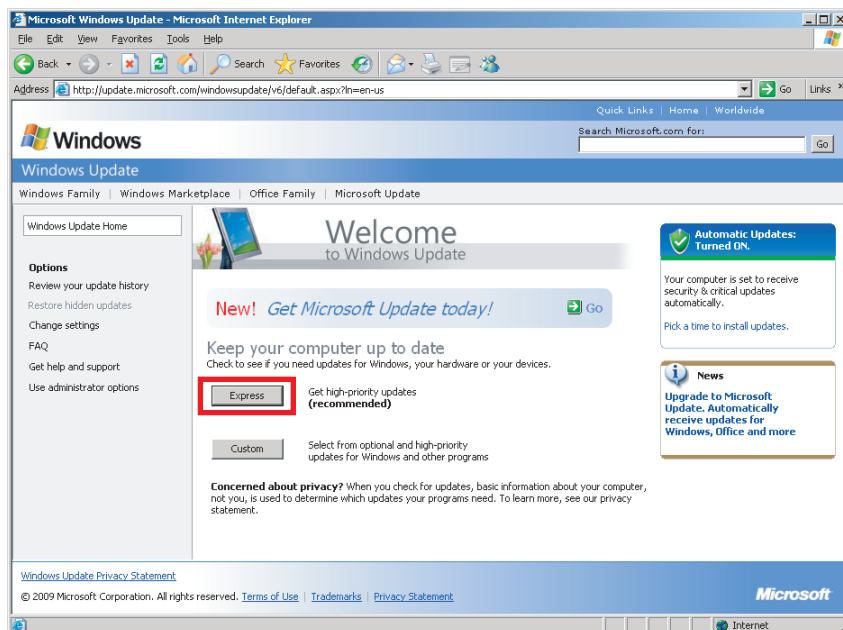 Microsoft Windows Update - Microsoft Internet Explorer
File Edit View Favorites Tools Help
Back Search Favorites
Address http://update.microsoft.com/windowsupdate/v6/default.aspx?ln=en-us Go Links »
Quick Links | Home | Worldwide
Windows
Search Microsoft.com for:
Go
Windows Update
Windows Family | Windows Marketplace | Office Family | Microsoft Update
Windows Update Home
Options
Review your update history
Restore hidden updates
Change settings
FAQ
Get help and support
Use administrator options
Welcome
to Windows Update
New! Get Microsoft Update today! Go
Keep your computer up to date
Check to see if you need updates for Windows, your hardware or your devices.
Express
Get high-priority updates
(recommended)
Custom
Select from optional and high-priority
updates for Windows and other programs
Concerned about privacy? When you check for updates, basic information about your computer,
not you, is used to determine which updates your programs need. To learn more, see our privacy
statement.
Automatic Updates:
Turned ON.
Your computer is set to receive
security & critical updates
automatically.
Pick a time to install updates.
News
Upgrade to Microsoft
Update. Automatically
receive updates for
Windows, Office and more
Windows Update Privacy Statement
© 2009 Microsoft Corporation. All rights reserved. Terms of Use | Trademarks | Privacy Statement
Microsoft
Internet